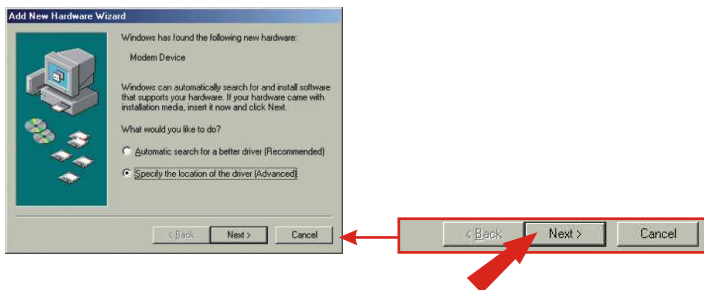 Add New Hardware Wizard
Windows has found the following new hardware:
Modem Device
Windows can automatically search for and install software
that supports your hardware. If your hardware came with
installation media, insert it now and click Next.
What would you like to do?
Automatic search for a better driver (Recommended)
Specify the location of the driver (Advanced)
< Back Next > Cancel
< Back Next > Cancel